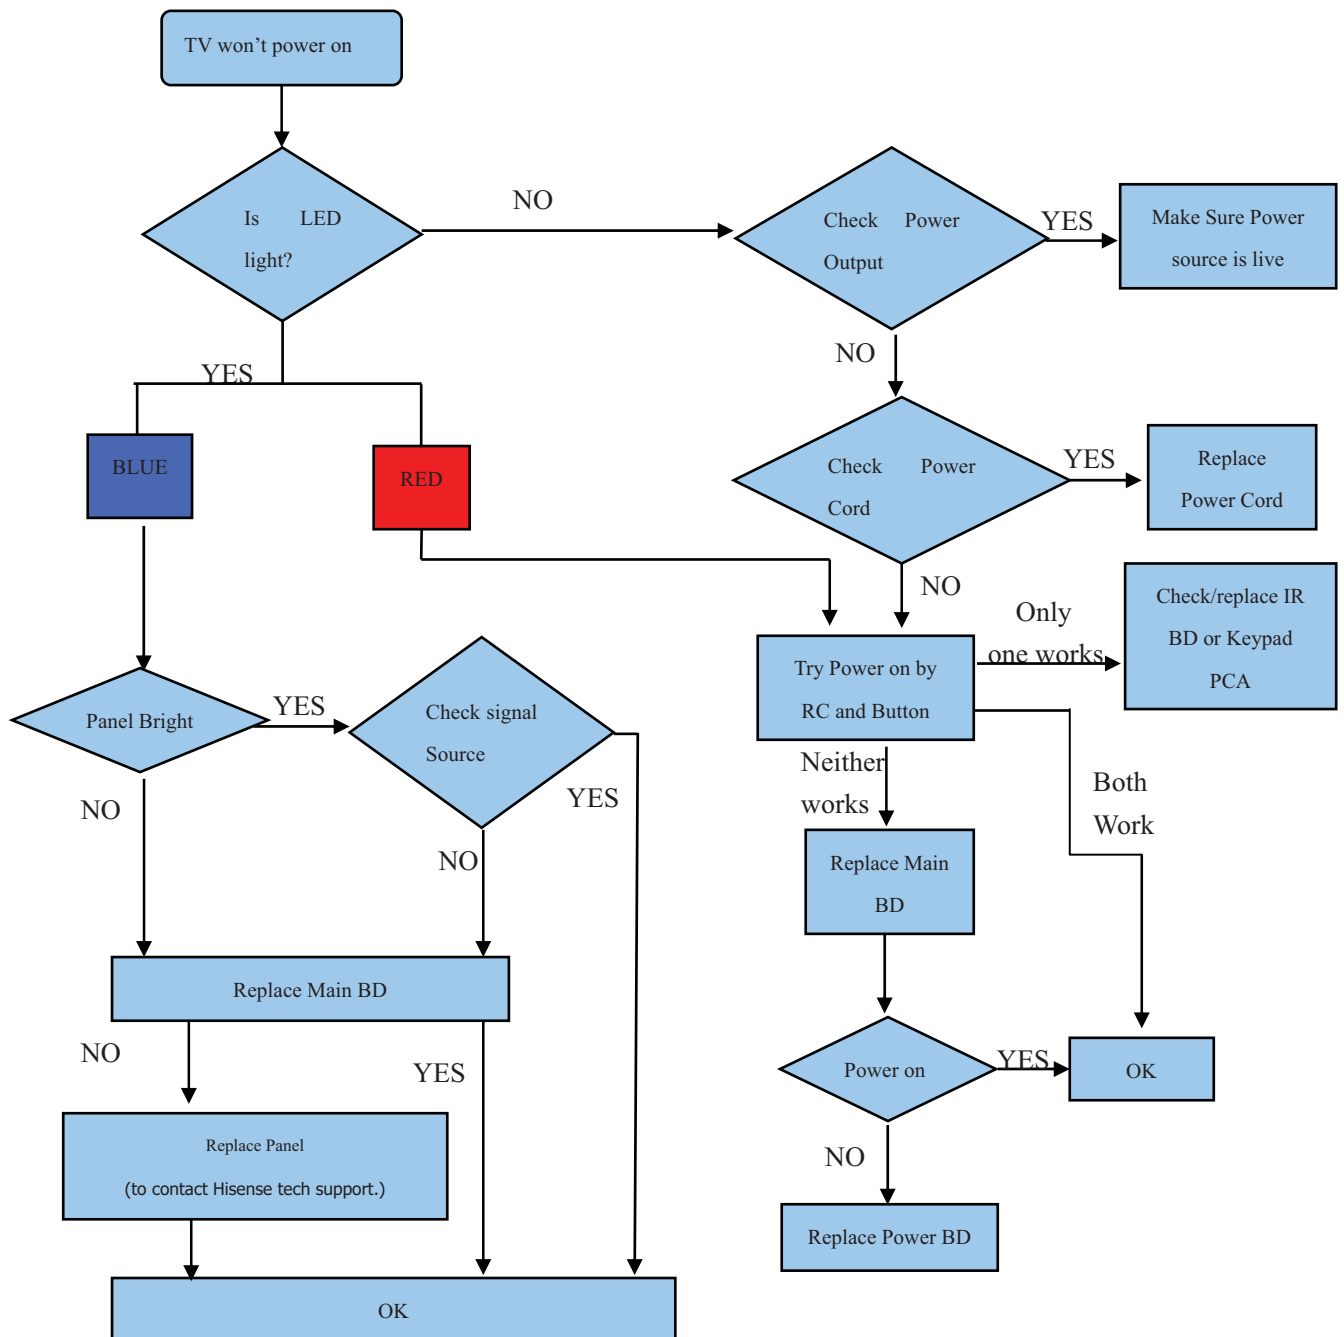 TV won’t power on
Is LED
light?
NO
Check Power
Output
YES
Make Sure Power
source is live
YES
NO
BLUE
RED
Check Power
Cord
YES
Replace
Power Cord
NO
Only
one works
Check/replace IR
BD or Keypad
PCA
Try Power on by
RC and Button
Panel Bright
YES
Check signal
Source
YES
NO
NO
Neither
works
Both
Work
Replace Main
BD
Replace Main BD
NO
YES
Power on
YES
OK
NO
Replace Panel
(to contact Hisense tech support.)
Replace Power BD
OK